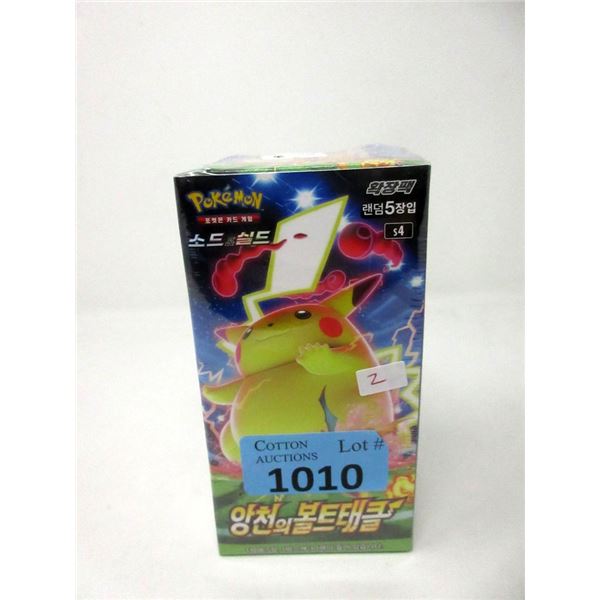 Pokémon
포켓몬 카드 게임
소드&실드
확장팩
랜덤5장입
s4
2
COTTON
AUCTIONS
Lot #
1010
앙천의 볼트태클